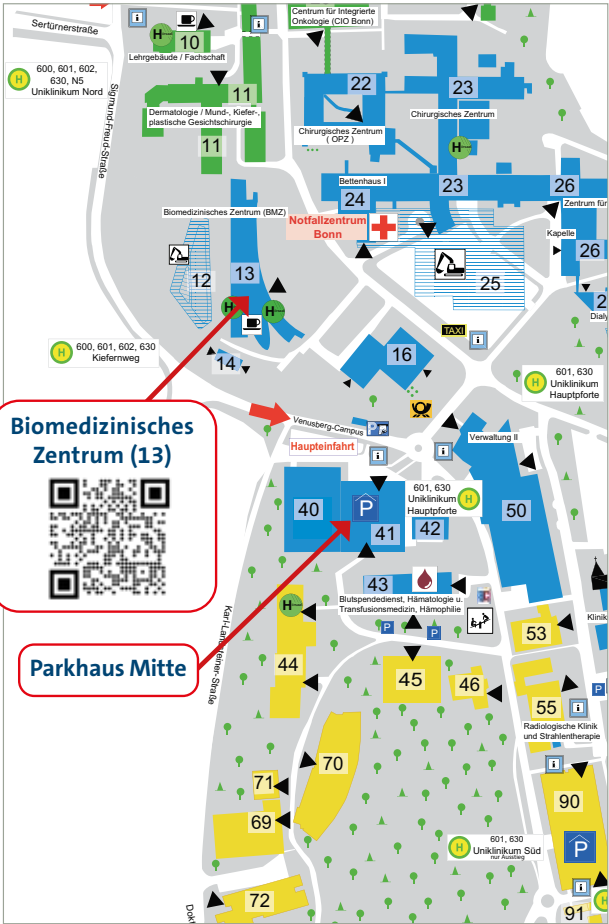 Sertürnerstraße
10
Lehrgebäude / Fachschaft
Centrum für Integrierte
Onkologie (CIO Bonn)
H
600, 601, 602,
630, N5
Uniklinikum Nord
Sigmund-Freud-Straße
11
Dermatologie / Mund-, Kiefer-,
plastische Gesichtschirurgie
11
22
Chirurgisches Zentrum
( OPZ )
23
Chirurgisches Zentrum
H
Bettenhaus I
24
23
26
Zentrum für
Notfallzentrum
Bonn
Kapelle
26
Biomedizinisches Zentrum (BMZ)
12
13
25
2
Dialy
H
H
TAXI
i
H
600, 601, 602, 630
Kiefernweg
14
16
H
601, 630
Uniklinikum
Hauptpforte
Biomedizinisches
Zentrum (13)
Venusberg-Campus
P
Haupteinfahrt
i
i
Verwaltung II
40
P
41
601, 630
Uniklinikum
Hauptpforte
H
42
50
43
Blutspendedienst, Hämatologie u.
Transfusionsmedizin, Hämophilie
P
P
Klinik
H
Parkhaus Mitte
44
45
46
53
55
P
i
Radiologische Klinik
und Strahlentherapie
70
71
69
i
90
P
H
601, 630
Uniklinikum Süd
nur Ausstieg
72
i
91
H